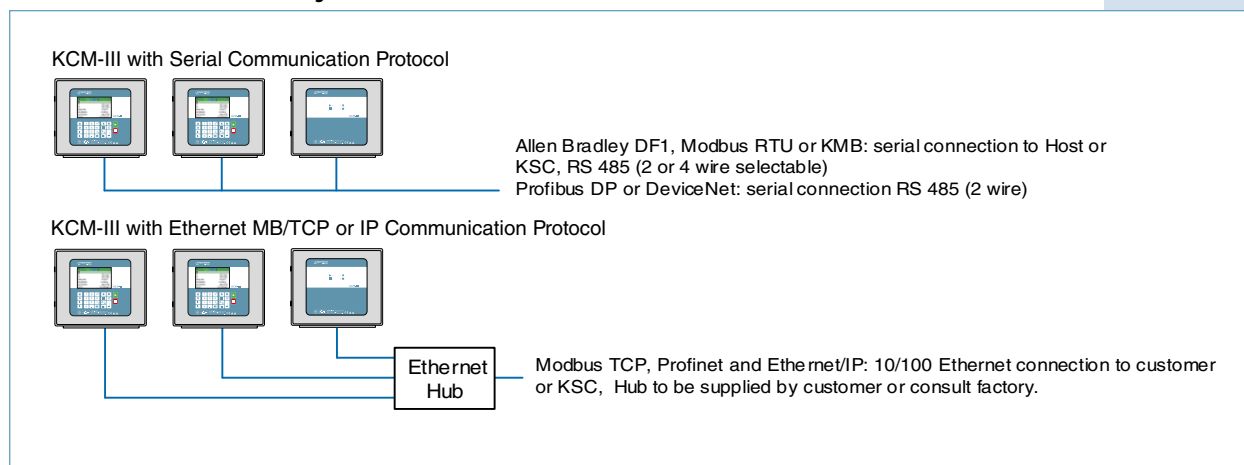 KCM-III with Serial Communication Protocol
Allen Bradley DF1, Modbus RTU or KMB: serial connection to Host or
KSC, RS 485 (2 or 4 wire selectable)
Profibus DP or DeviceNet: serial connection RS 485 (2 wire)
KCM-III with Ethernet MB/TCP or IP Communication Protocol
Ethernet
Hub
Modbus TCP, Profinet and Ethernet/IP: 10/100 Ethernet connection to customer
or KSC, Hub to be supplied by customer or consult factory.